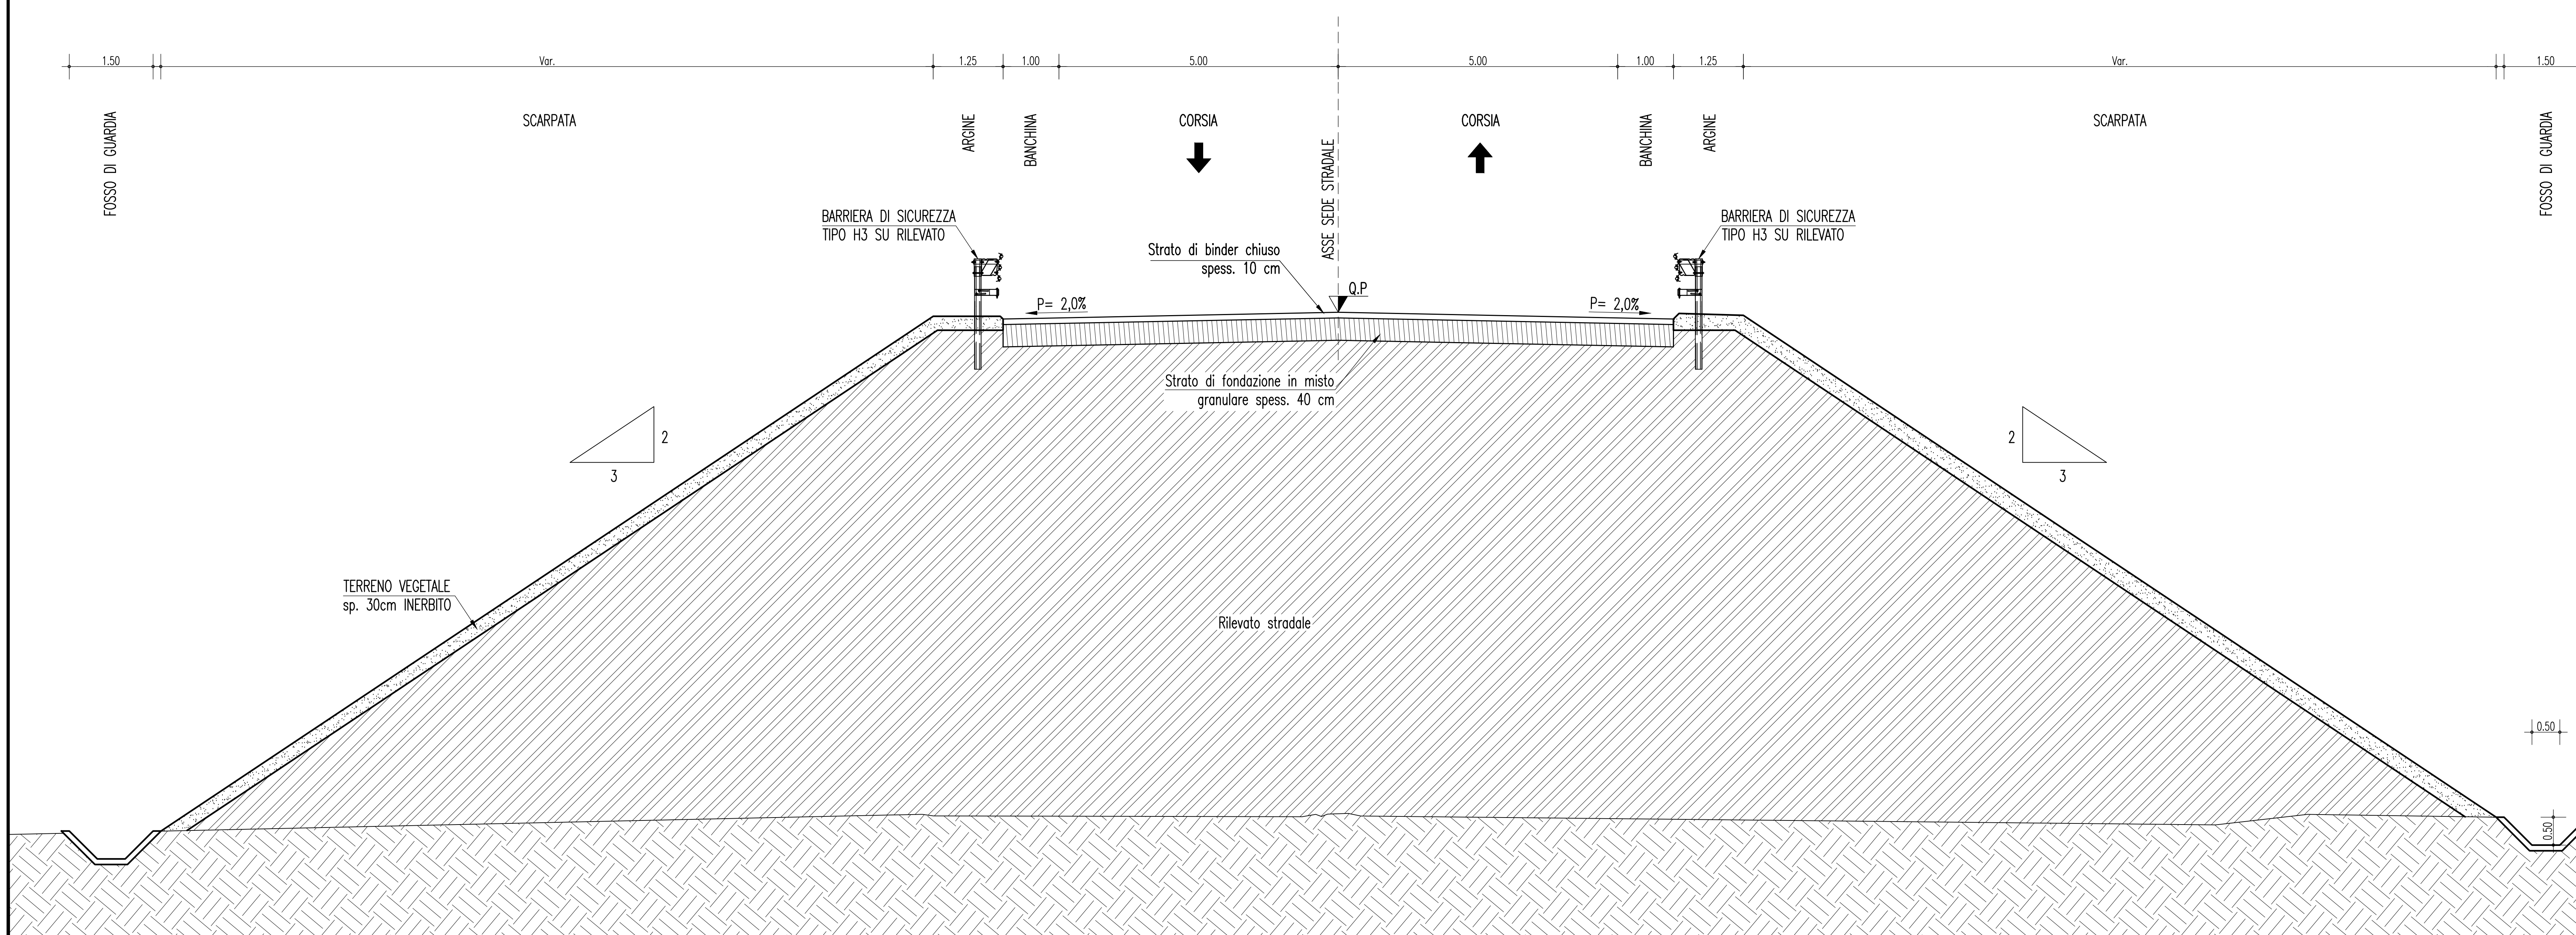 1.50
Var.
1.25
1.00
5.00
5.00
1.00
1.25
Var.
1.50
FOSSO DI GUARDIA
SCARPATA
ARGINE
BANCHINA
CORSIA
ASSE SEDE STRADALE
CORSIA
BANCHINA
ARGINE
SCARPATA
FOSSO DI GUARDIA
BARRIERA DI SICUREZZA
TIPO H3 SU RILEVATO
BARRIERA DI SICUREZZA
TIPO H3 SU RILEVATO
Strato di binder chiuso
spess. 10 cm
Q.P
P= 2,0%
P= 2,0%
Strato di fondazione in misto
granulare spess. 40 cm
2
3
2
3
TERRENO VEGETALE
sp. 30cm INERBITO
Rilevato stradale
0.50
0.50